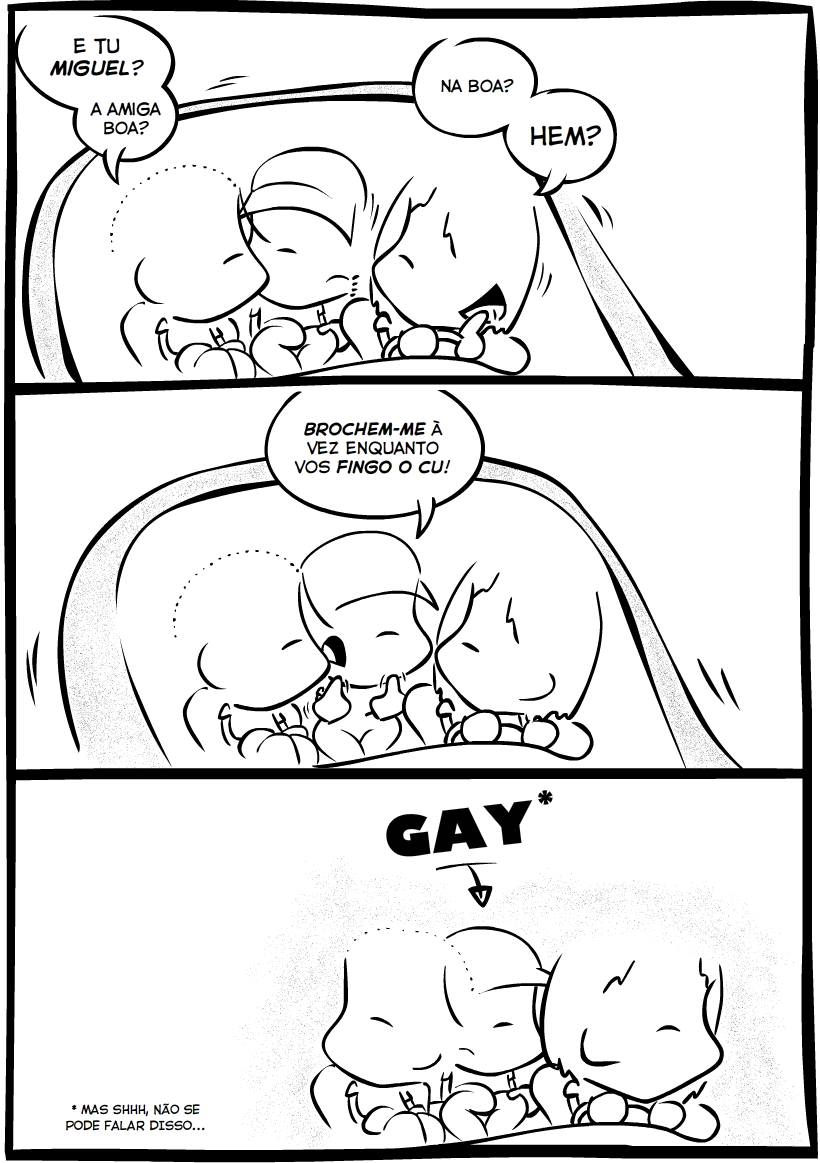 E TU
MIGUEL?
A AMIGA
BOA?
NA BOA?
HEM?
BROCHEM-ME À
VEZ ENQUANTO
VOS FINGO O CU!
GAY*
* MAS SHHH, NÃO SE
PODE FALAR DISSO...